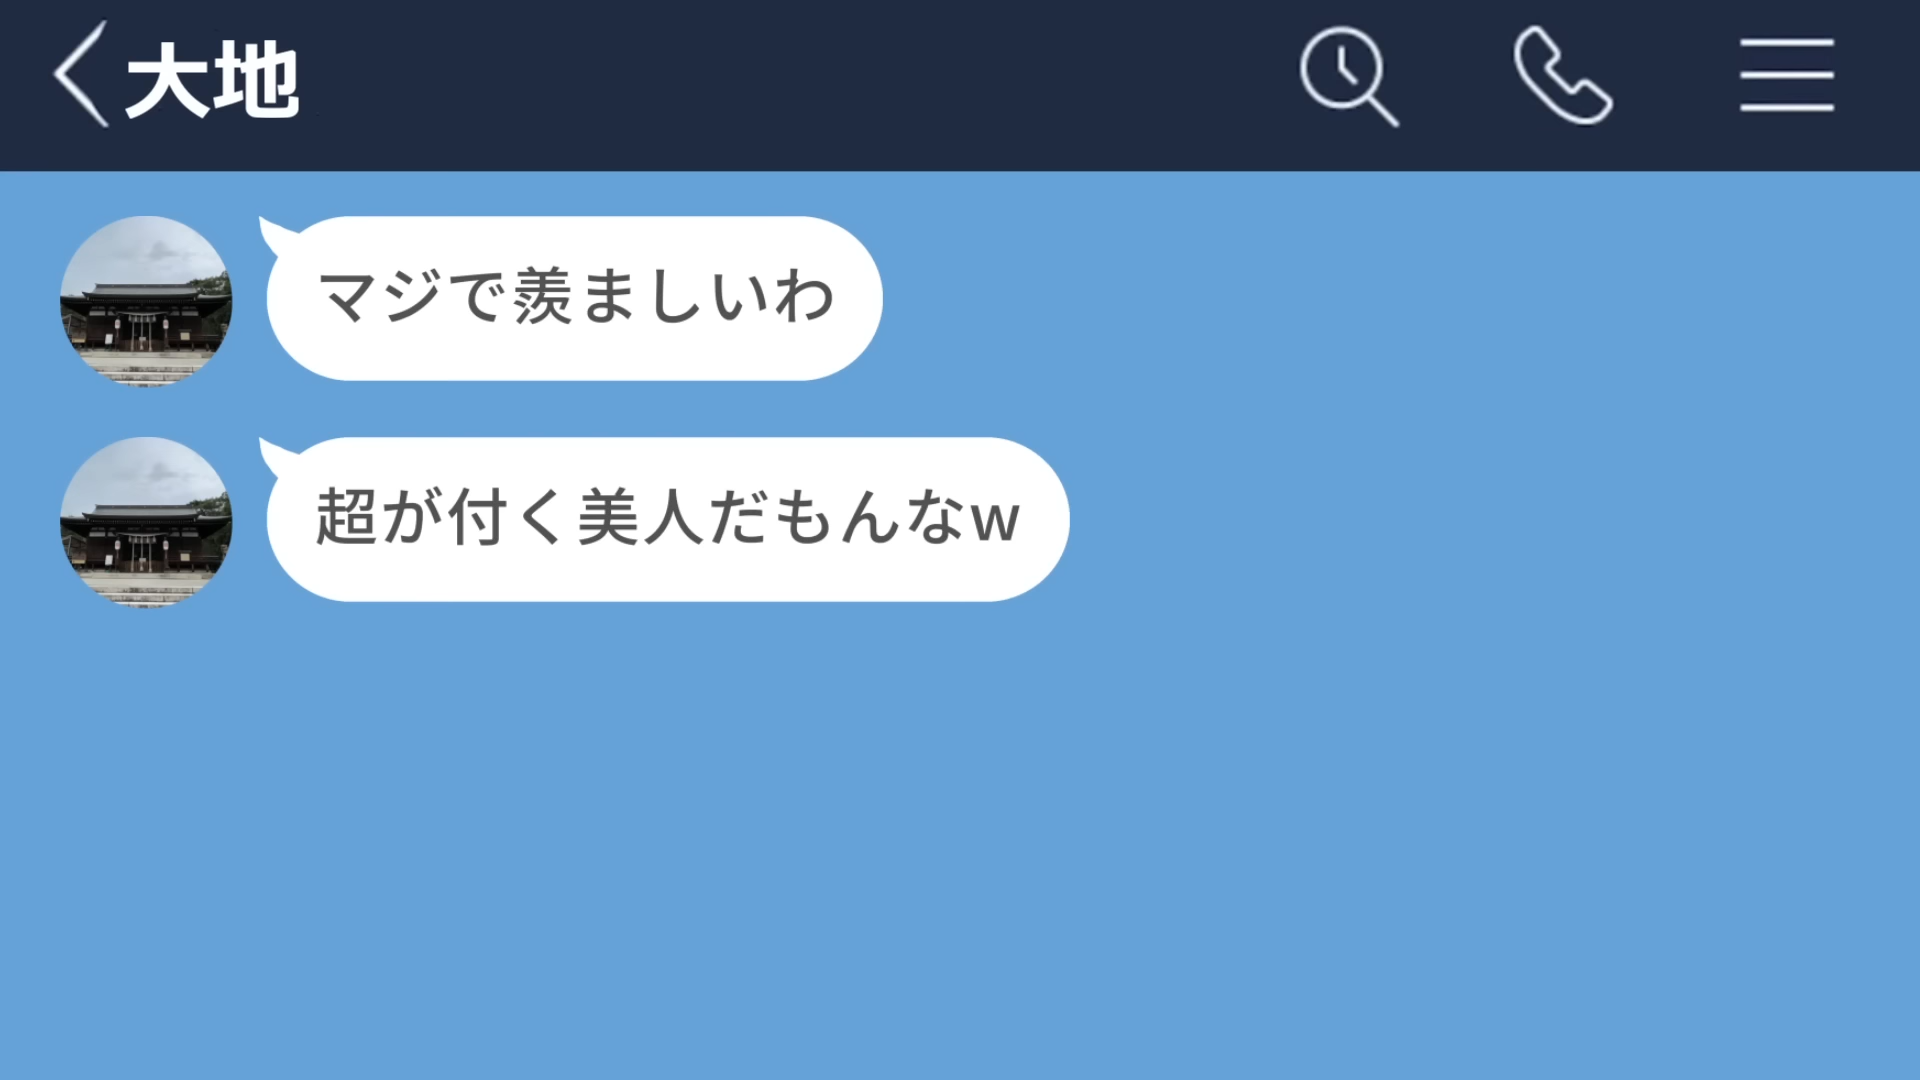 大地
マジで羨ましいわ
超が付く美人だもんなw